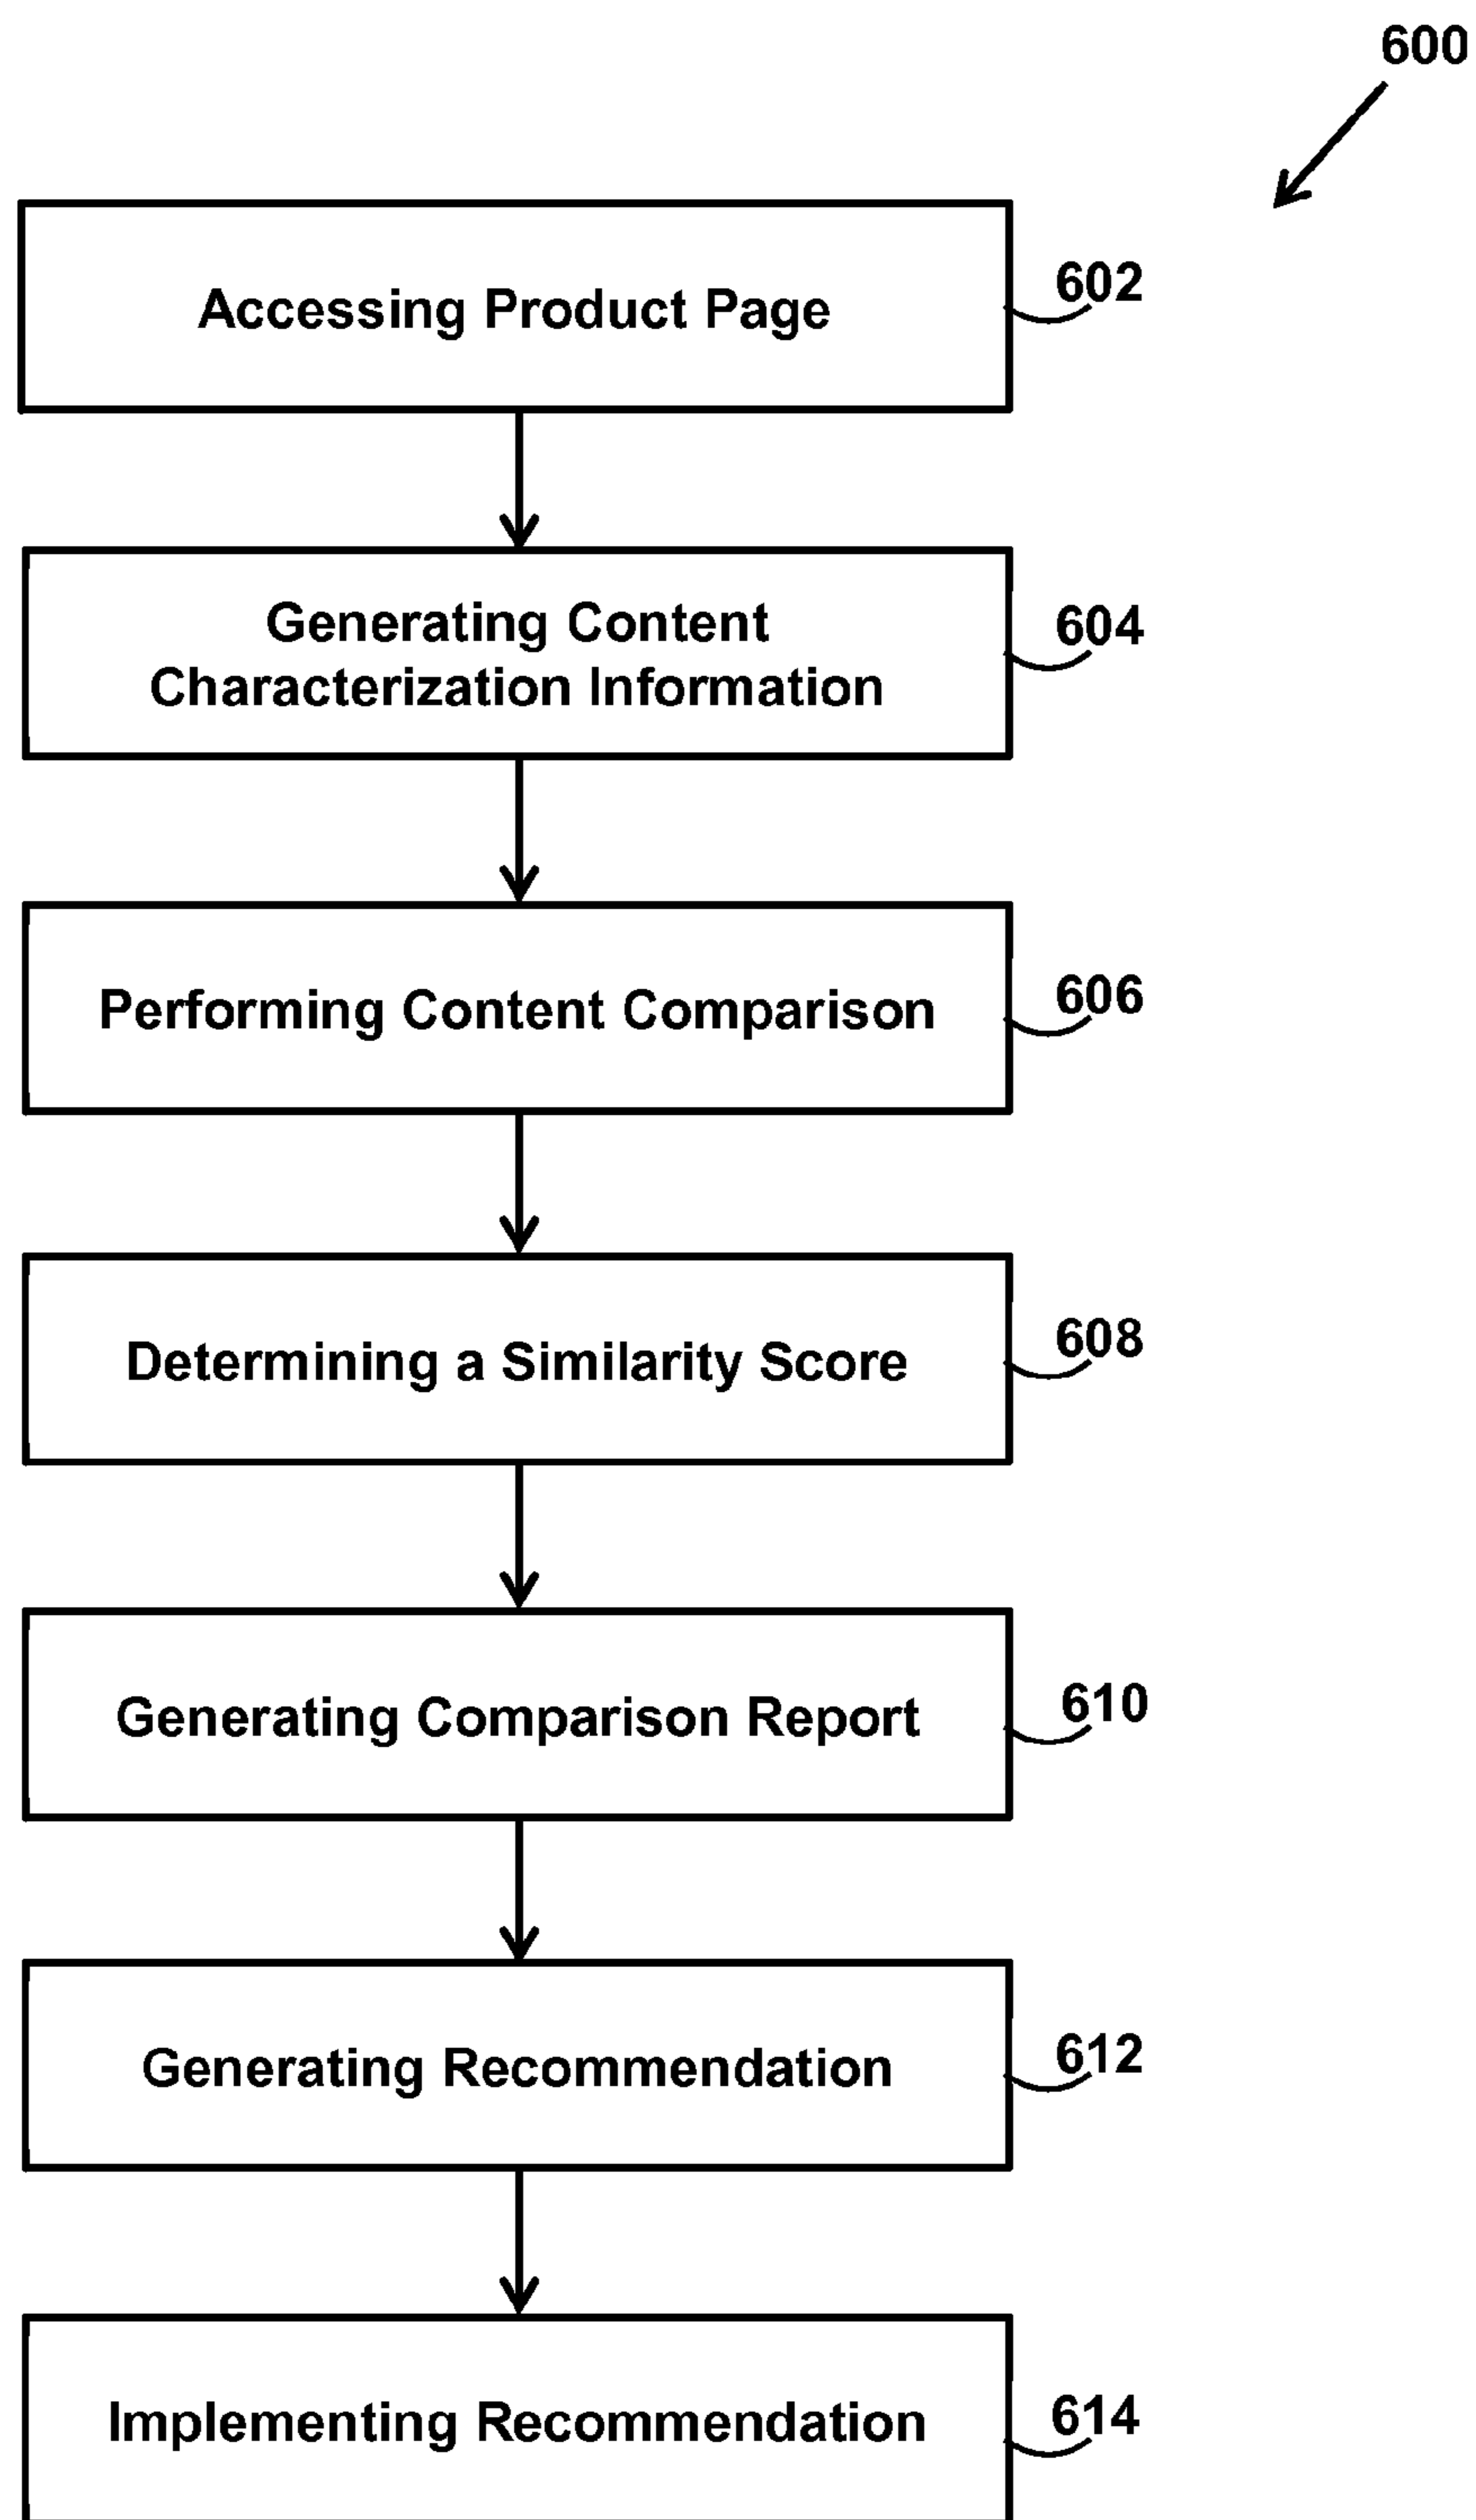 600
Accessing Product Page
602
Generating Content
Characterization Information
604
Performing Content Comparison
606
Determining a Similarity Score
608
Generating Comparison Report
610
Generating Recommendation
612
Implementing Recommendation
614